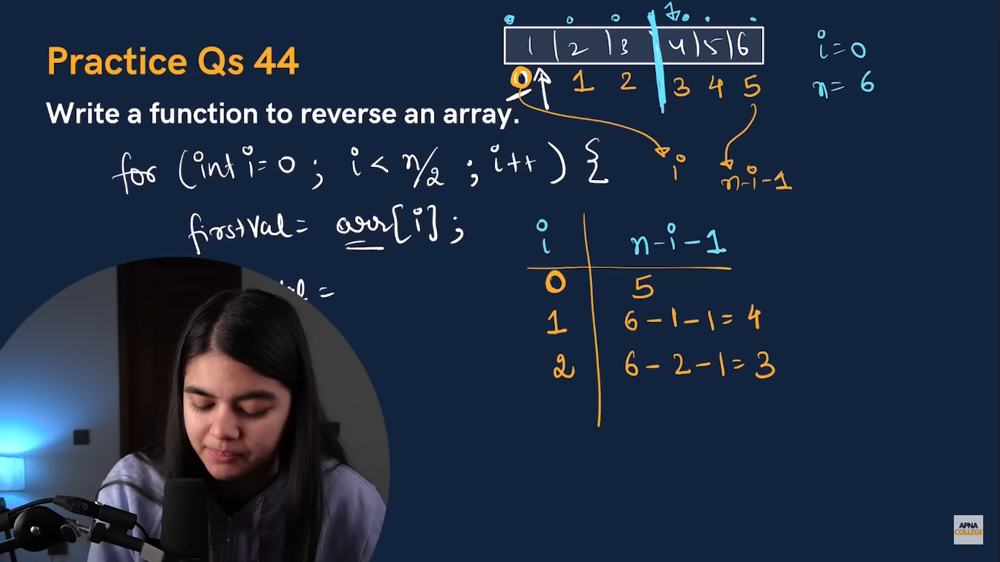 Practice Qs 44
Write a function to reverse an array.
1 | 2 | 3 | 4 | 5 | 6
0 1 2 3 4 5
i = 0
n = 6
i n-i-1
for (int i = 0 ; i < n/2 ; i++ ) {
firstVal = arr[i];
=
i n-i-1
0 5
1 6-1-1 = 4
2 6-2-1 = 3
APNA
COLLEGE